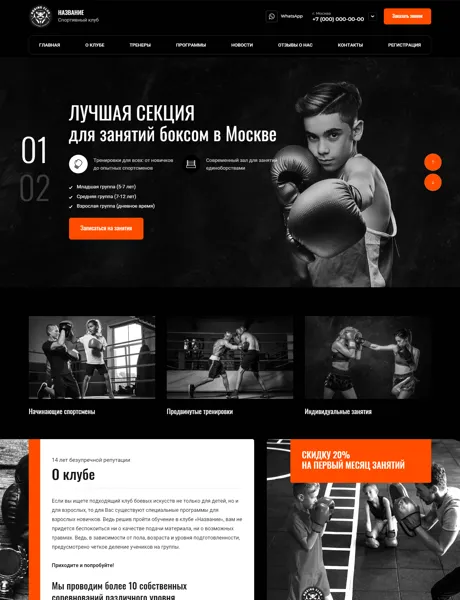 НАЗВАНИЕ
Спортивный клуб
WhatsApp
г. Москва
+7 (000) 000-00-00
Заказать звонок
ГЛАВНАЯ
О КЛУБЕ
ТРЕНЕРЫ
ПРОГРАММЫ
НОВОСТИ
ОТЗЫВЫ О НАС
КОНТАКТЫ
РЕГИСТРАЦИЯ
ЛУЧШАЯ СЕКЦИЯ
для занятий боксом в Москве
01
02
Тренировки для всех: от новичков
до опытных спортсменов
Современный зал для занятий
единоборствами
Младшая группа (5-7 лет)
Средняя группа (7-12 лет)
Взрослая группа (дневное время)
Записаться на занятия
Начинающие спортсмены
Продвинутые тренировки
Индивидуальные занятия
14 лет безупречной репутации
О клубе
Если вы ищете подходящий клуб боевых искусств не только для детей, но и
для взрослых, то для Вас существуют специальные программы для
взрослых новичков. Ведь решив пройти обучение в клубе «Название», вам не
придется беспокоиться ни о качестве подачи материала, ни о возможных
травмах. Ведь, в зависимости от пола, возраста и уровня подготовленности,
предусмотрено четкое деление учеников на группы.
Приходите и попробуйте!
Мы проводим более 10 собственных
соревнований различного уровня
СКИДКУ 20%
НА ПЕРВЫЙ МЕСЯЦ ЗАНЯТИЙ